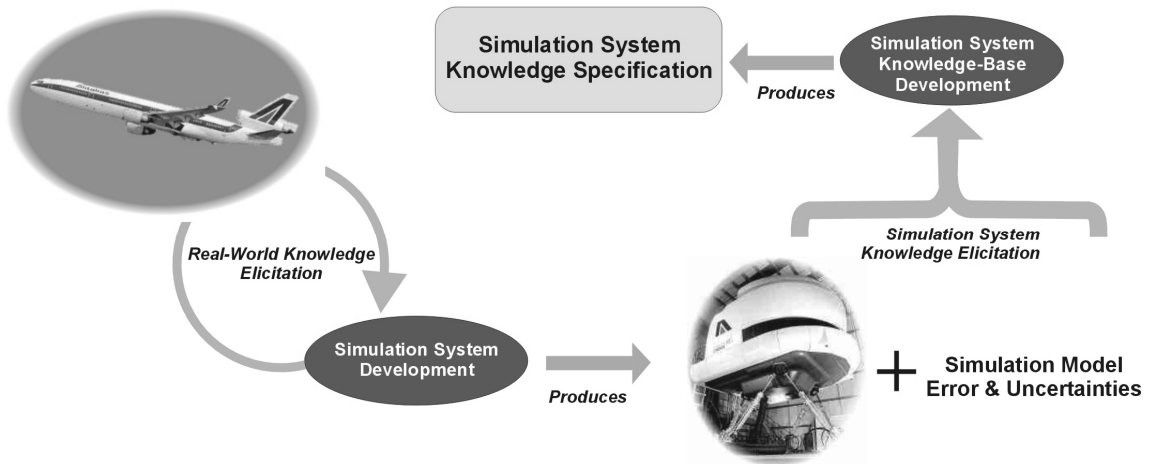 Simulation System
Knowledge Specification
Simulation System
Knowledge-Base
Development
Produces
Real-World Knowledge
Elicitation
Simulation System
Knowledge Elicitation
Simulation System
Development
Produces
Simulation Model
Error & Uncertainties